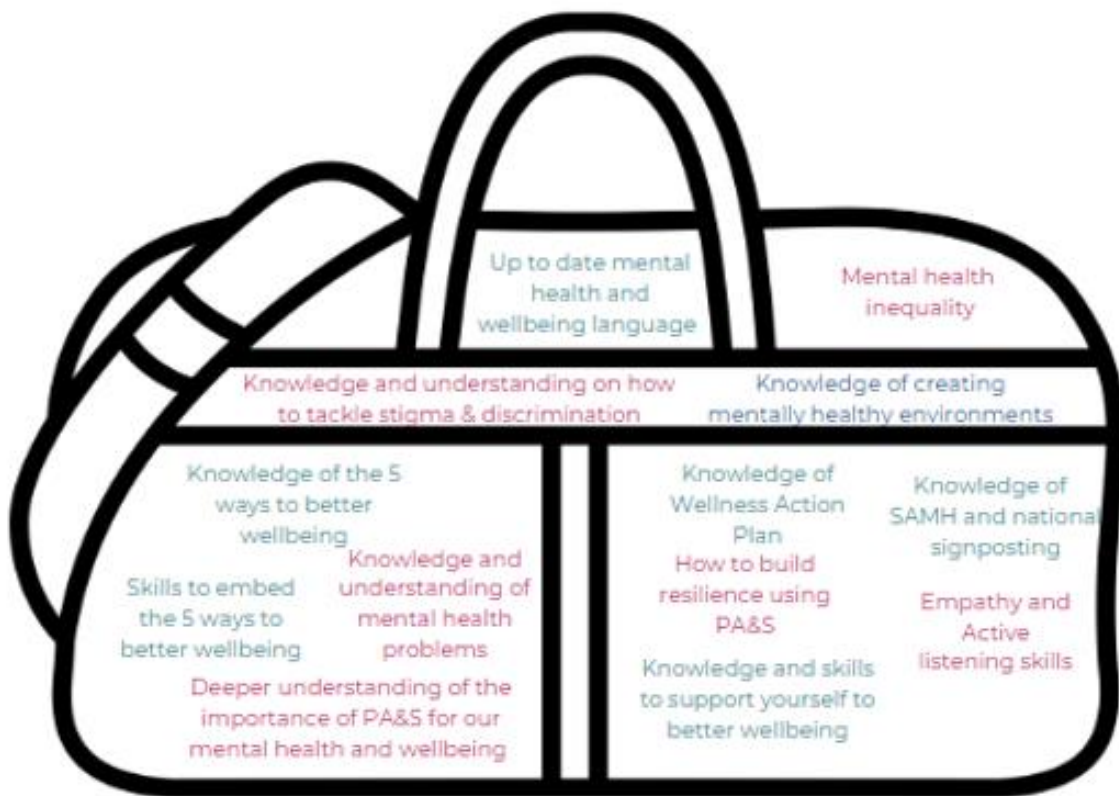 Up to date mental
health and
wellbeing language
Mental health
inequality
Knowledge and understanding on how
to tackle stigma & discrimination
Knowledge of creating
mentally healthy environments
Knowledge of the 5
ways to better
wellbeing
Skills to embed
the 5 ways to
better wellbeing
Knowledge and
understanding of
mental health
problems
Deeper understanding of the
importance of PA&S for our
mental health and wellbeing
Knowledge of
Wellness Action
Plan
Knowledge of
SAMH and national
signposting
How to build
resilience using
PA&S
Empathy and
Active
listening skills
Knowledge and skills
to support yourself to
better wellbeing